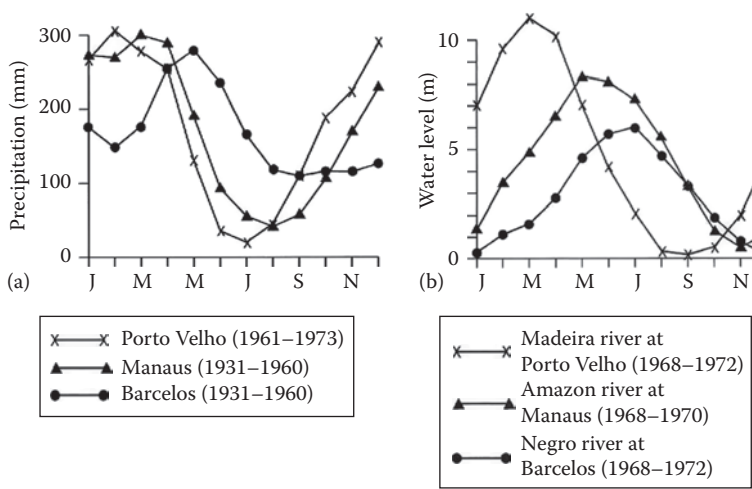 300
200
100
0
Precipitation (mm)
(a)
J M M J S N
10
5
0
Water level (m)
(b)
J M M J S N
Porto Velho (1961–1973)
Manaus (1931–1960)
Barcelos (1931–1960)
Madeira river at
Porto Velho (1968–1972)
Amazon river at
Manaus (1968–1970)
Negro river at
Barcelos (1968–1972)